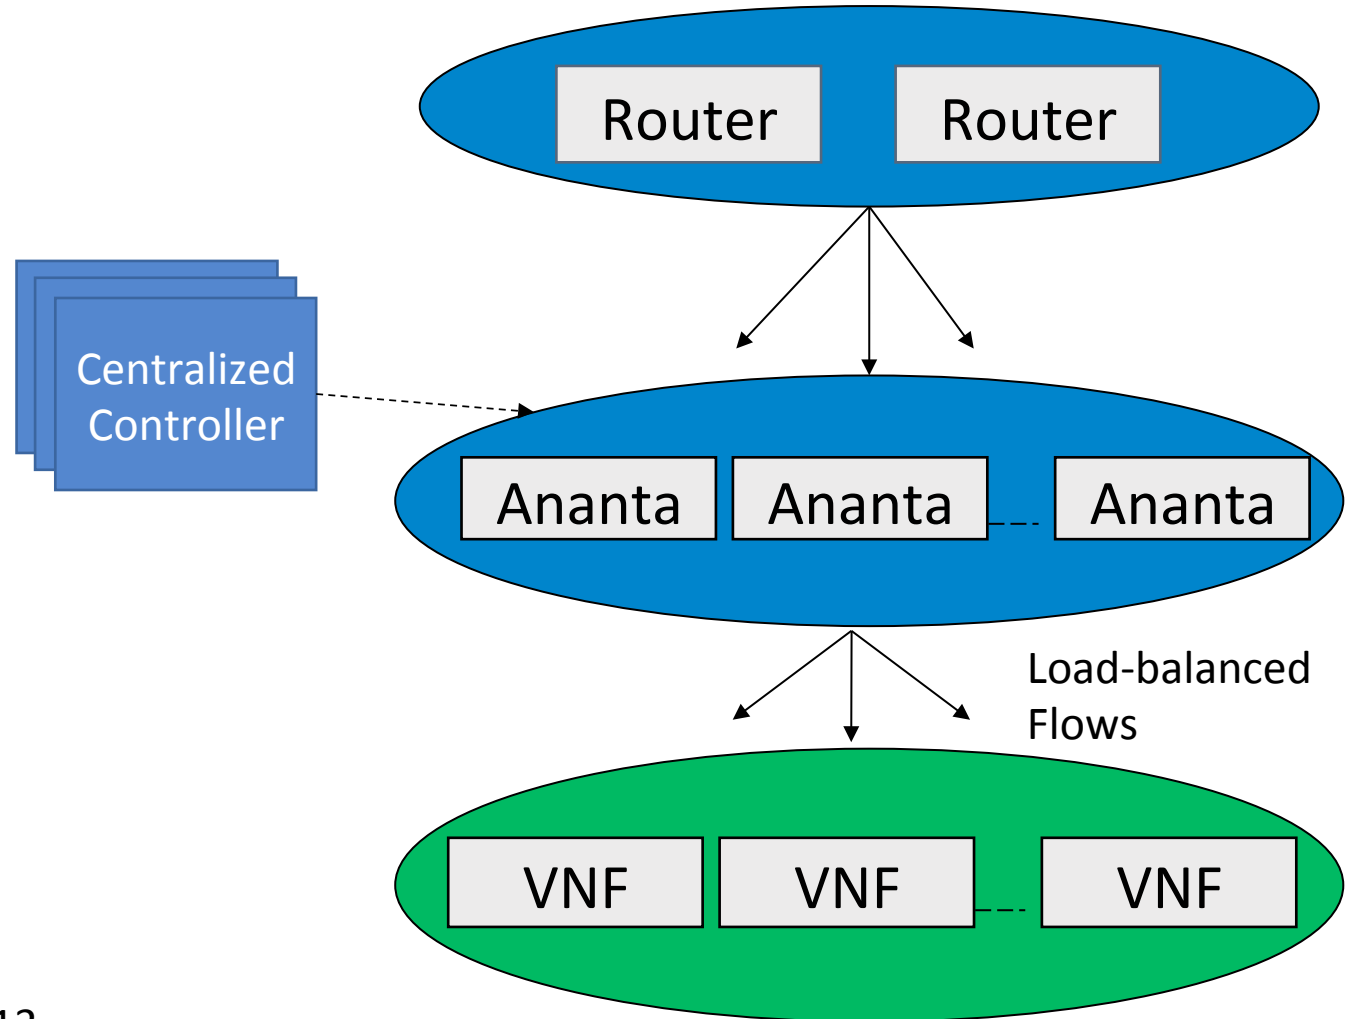 Router Router
Centralized
Controller
Ananta Ananta Ananta
Load-balanced
Flows
VNF VNF VNF